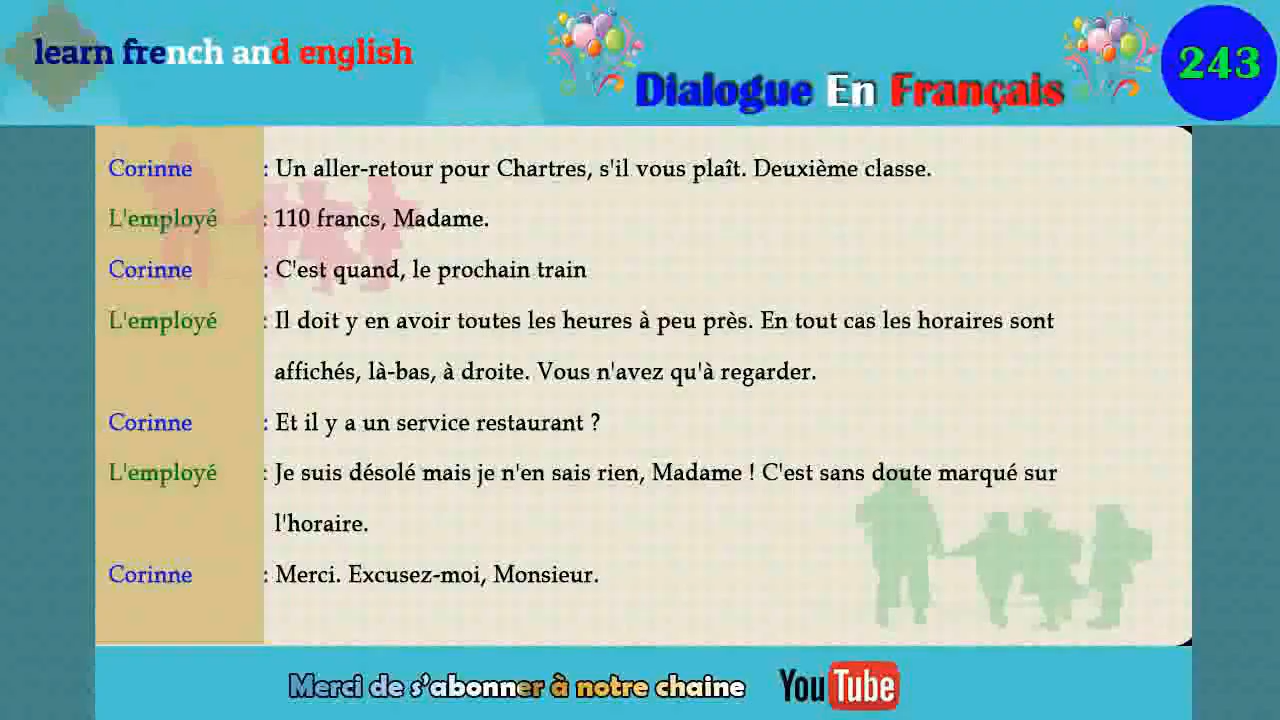 learn french and english
Dialogue En Français
243
Corinne : Un aller-retour pour Chartres, s'il vous plaît. Deuxième classe.
L'employé : 110 francs, Madame.
Corinne : C'est quand, le prochain train
L'employé : Il doit y en avoir toutes les heures à peu près. En tout cas les horaires sont
affichés, là-bas, à droite. Vous n'avez qu'à regarder.
Corinne : Et il y a un service restaurant ?
L'employé : Je suis désolé mais je n'en sais rien, Madame ! C'est sans doute marqué sur
l'horaire.
Corinne : Merci. Excusez-moi, Monsieur.
Merci de s'abonner à notre chaine YouTube